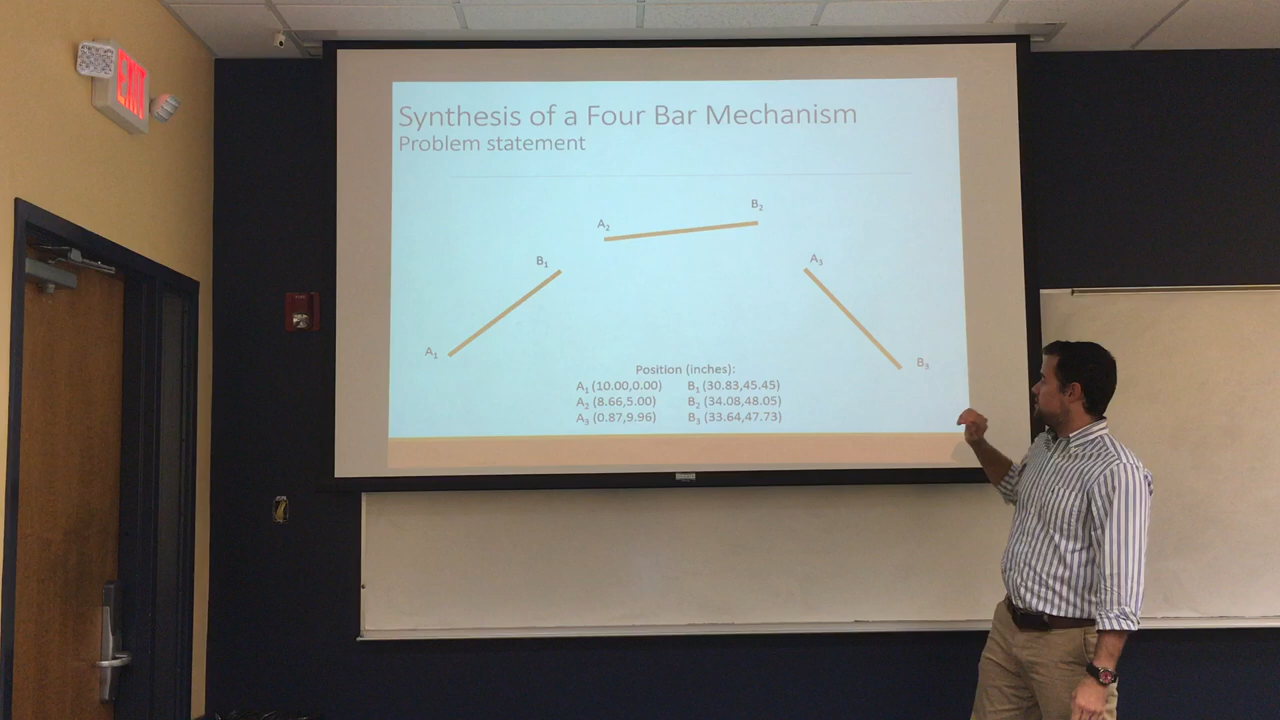 EXIT
Synthesis of a Four Bar Mechanism
Problem statement
B₂
A₂
B₁
A₃
A₁
B₃
Position (inches):
A₁ (10.00,0.00) B₁ (30.83,45.45)
A₂ (8.66,5.00) B₂ (34.08,48.05)
A₃ (0.87,9.96) B₃ (33.64,47.73)